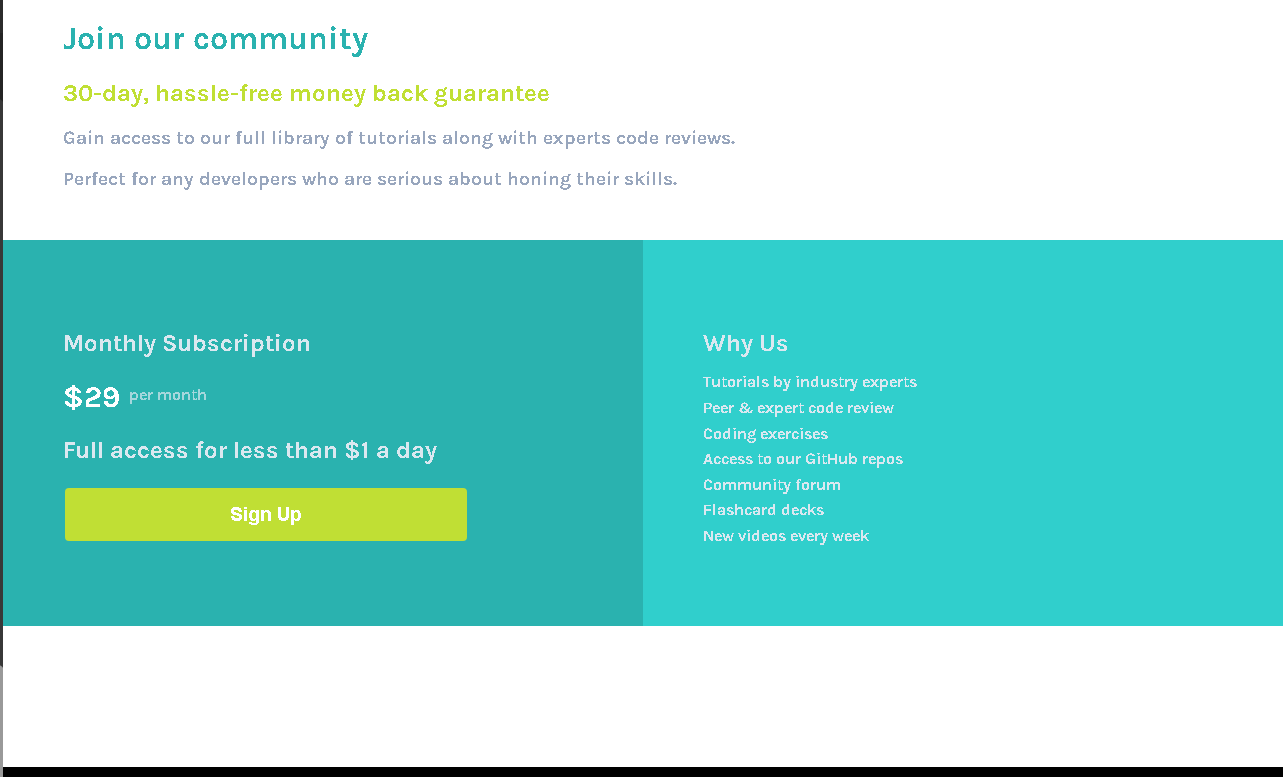 Join our community
30-day, hassle-free money back guarantee
Gain access to our full library of tutorials along with experts code reviews.
Perfect for any developers who are serious about honing their skills.
Monthly Subscription
$29 per month
Full access for less than $1 a day
Sign Up
Why Us
Tutorials by industry experts
Peer & expert code review
Coding exercises
Access to our GitHub repos
Community forum
Flashcard decks
New videos every week